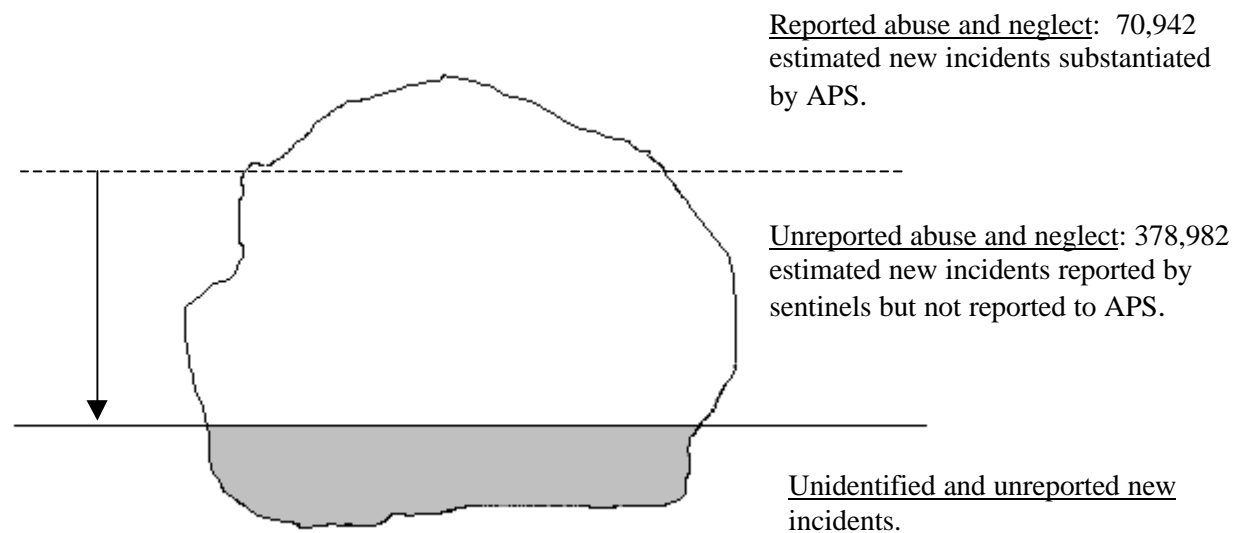 Reported abuse and neglect: 70,942
estimated new incidents substantiated
by APS.
Unreported abuse and neglect: 378,982
estimated new incidents reported by
sentinels but not reported to APS.
Unidentified and unreported new
incidents.